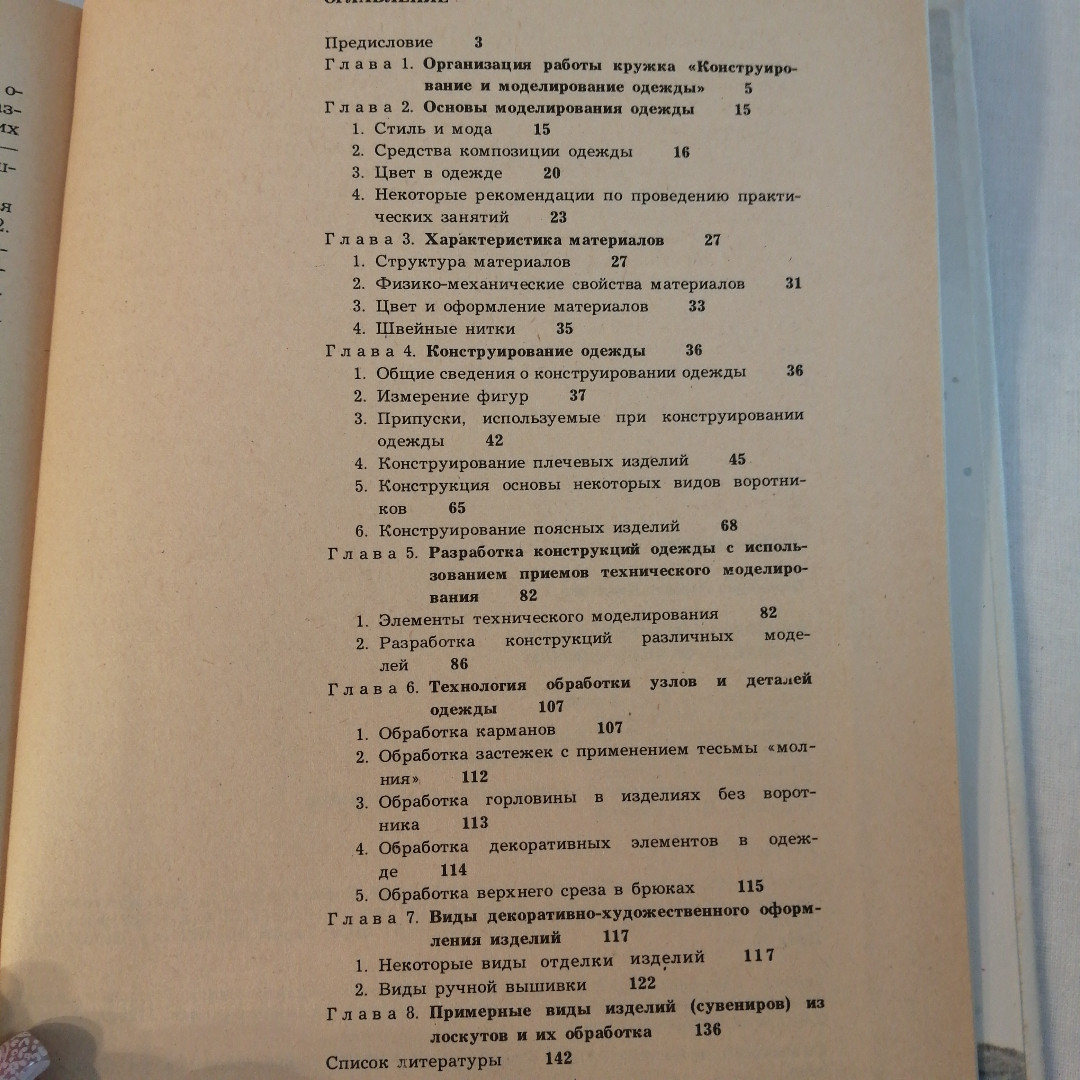 ОГЛАВЛЕНИЕ
Предисловие 3
Глава 1. Организация работы кружка «Конструиро-
вание и моделирование одежды» 5
Глава 2. Основы моделирования одежды 15
1. Стиль и мода 15
2. Средства композиции одежды 16
3. Цвет в одежде 20
4. Некоторые рекомендации по проведению практи-
ческих занятий 23
Глава 3. Характеристика материалов 27
1. Структура материалов 27
2. Физико-механические свойства материалов 31
3. Цвет и оформление материалов 33
4. Швейные нитки 35
Глава 4. Конструирование одежды 36
1. Общие сведения о конструировании одежды 36
2. Измерение фигур 37
3. Припуски, используемые при конструировании
одежды 42
4. Конструирование плечевых изделий 45
5. Конструкция основы некоторых видов воротни-
ков 65
6. Конструирование поясных изделий 68
Глава 5. Разработка конструкций одежды с исполь-
зованием приемов технического моделиро-
вания 82
1. Элементы технического моделирования 82
2. Разработка конструкций различных моде-
лей 86
Глава 6. Технология обработки узлов и деталей
одежды 107
1. Обработка карманов 107
2. Обработка застежек с применением тесьмы «мол-
ния» 112
3. Обработка горловины в изделиях без ворот-
ника 113
4. Обработка декоративных элементов в одеж-
де 114
5. Обработка верхнего среза в брюках 115
Глава 7. Виды декоративно-художественного оформ-
ления изделий 117
1. Некоторые виды отделки изделий 117
2. Виды ручной вышивки 122
Глава 8. Примерные виды изделий (сувениров) из
лоскутов и их обработка 136
Список литературы 142